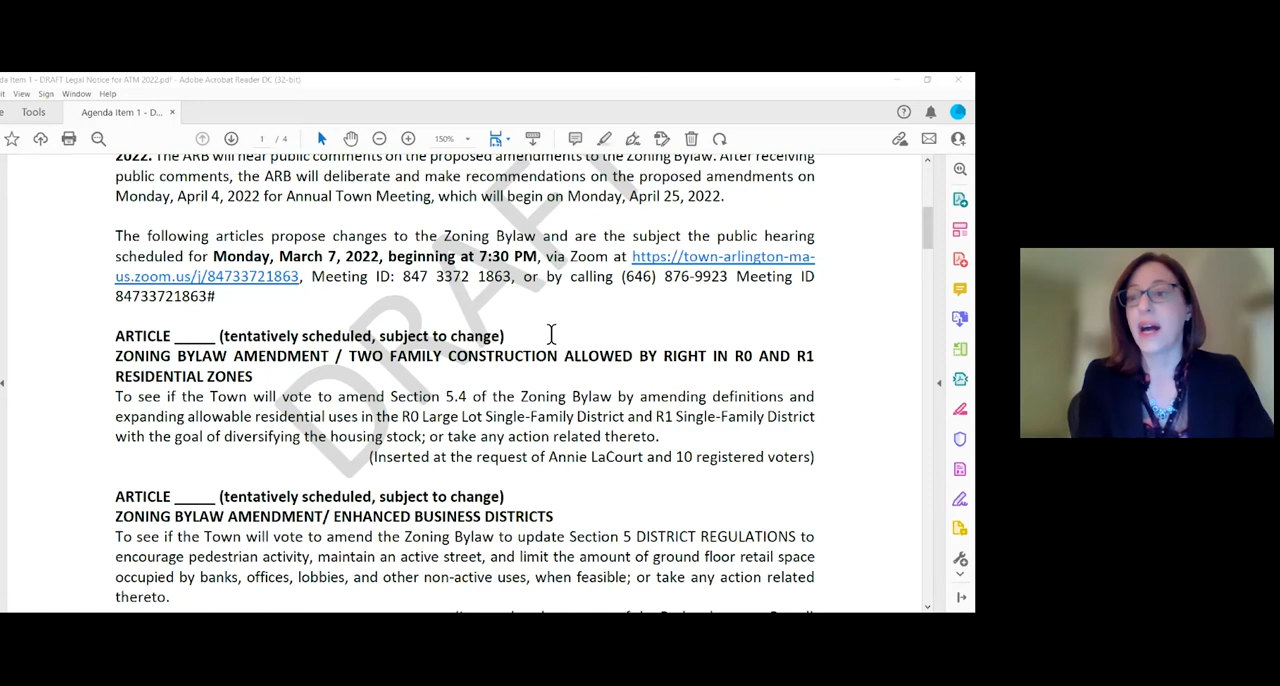 da Item 1 - DRAFT Legal Notice for ATM 2022.pdf - Adobe Acrobat Reader DC (32-bit)
it View Sign Window Help
Tools Agenda Item 1 - D... ×
1 / 4 150%
2022. The ARB will hear public comments on the proposed amendments to the Zoning Bylaw. After receiving
public comments, the ARB will deliberate and make recommendations on the proposed amendments on
Monday, April 4, 2022 for Annual Town Meeting, which will begin on Monday, April 25, 2022.
The following articles propose changes to the Zoning Bylaw and are the subject the public hearing
scheduled for Monday, March 7, 2022, beginning at 7:30 PM, via Zoom at https://town-arlington-ma-
us.zoom.us/j/84733721863, Meeting ID: 847 3372 1863, or by calling (646) 876-9923 Meeting ID
84733721863#
ARTICLE _____ (tentatively scheduled, subject to change)
ZONING BYLAW AMENDMENT / TWO FAMILY CONSTRUCTION ALLOWED BY RIGHT IN R0 AND R1
RESIDENTIAL ZONES
To see if the Town will vote to amend Section 5.4 of the Zoning Bylaw by amending definitions and
expanding allowable residential uses in the R0 Large Lot Single-Family District and R1 Single-Family District
with the goal of diversifying the housing stock; or take any action related thereto.
(Inserted at the request of Annie LaCourt and 10 registered voters)
ARTICLE _____ (tentatively scheduled, subject to change)
ZONING BYLAW AMENDMENT/ ENHANCED BUSINESS DISTRICTS
To see if the Town will vote to amend the Zoning Bylaw to update Section 5 DISTRICT REGULATIONS to
encourage pedestrian activity, maintain an active street, and limit the amount of ground floor retail space
occupied by banks, offices, lobbies, and other non-active uses, when feasible; or take any action related
thereto.
DRAFT